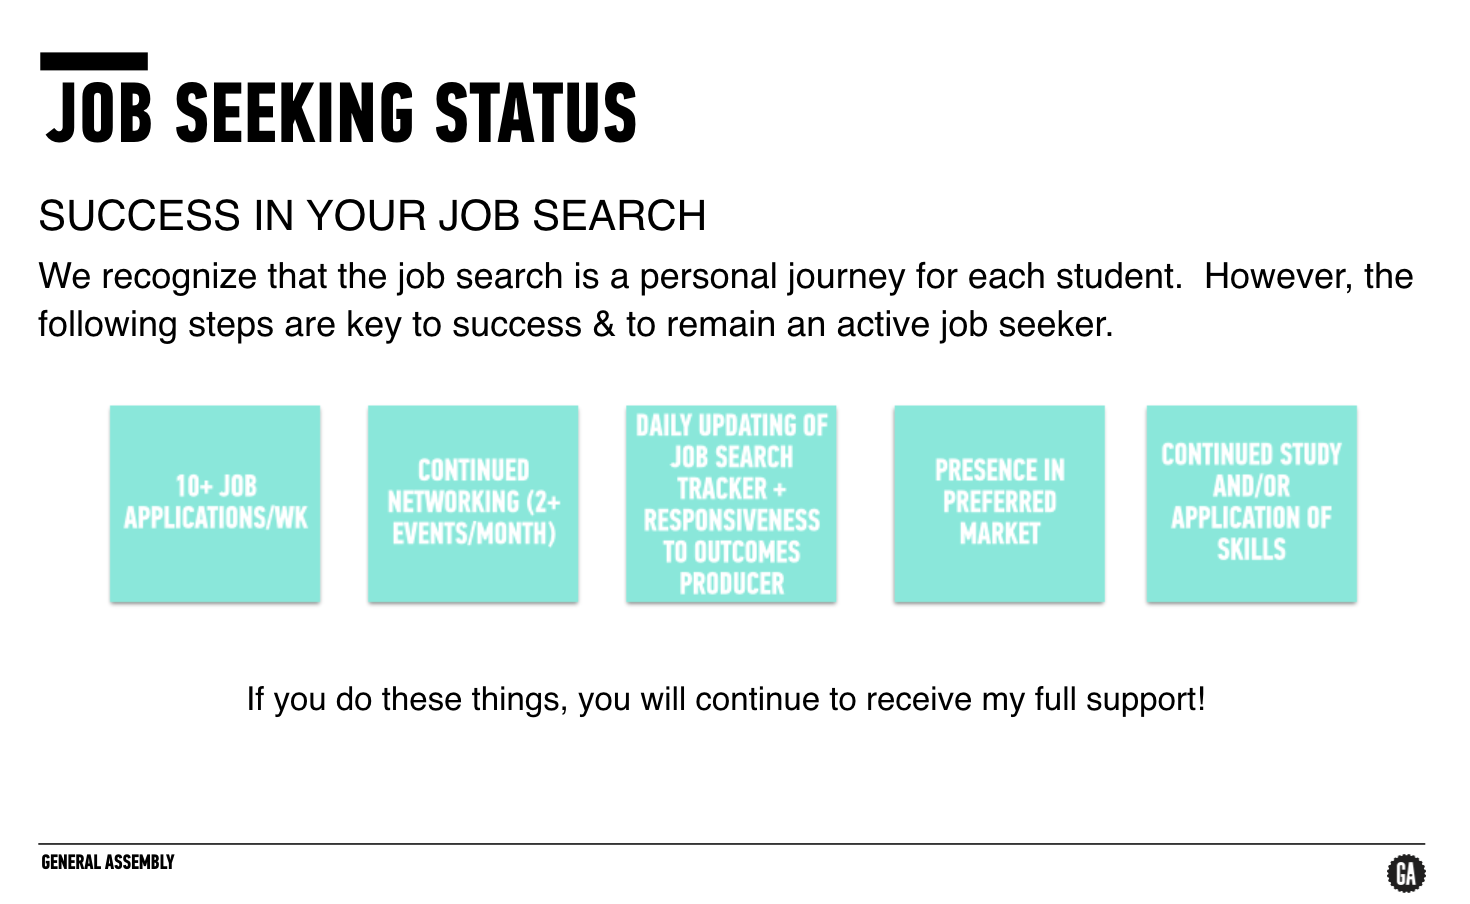 JOB SEEKING STATUS
SUCCESS IN YOUR JOB SEARCH
We recognize that the job search is a personal journey for each student.  However, the
following steps are key to success & to remain an active job seeker.
10+ JOB
APPLICATIONS/WK
CONTINUED
NETWORKING (2+
EVENTS/MONTH)
DAILY UPDATING OF
JOB SEARCH
TRACKER +
RESPONSIVENESS
TO OUTCOMES
PRODUCER
PRESENCE IN
PREFERRED
MARKET
CONTINUED STUDY
AND/OR
APPLICATION OF
SKILLS
If you do these things, you will continue to receive my full support!
GENERAL ASSEMBLY
GA